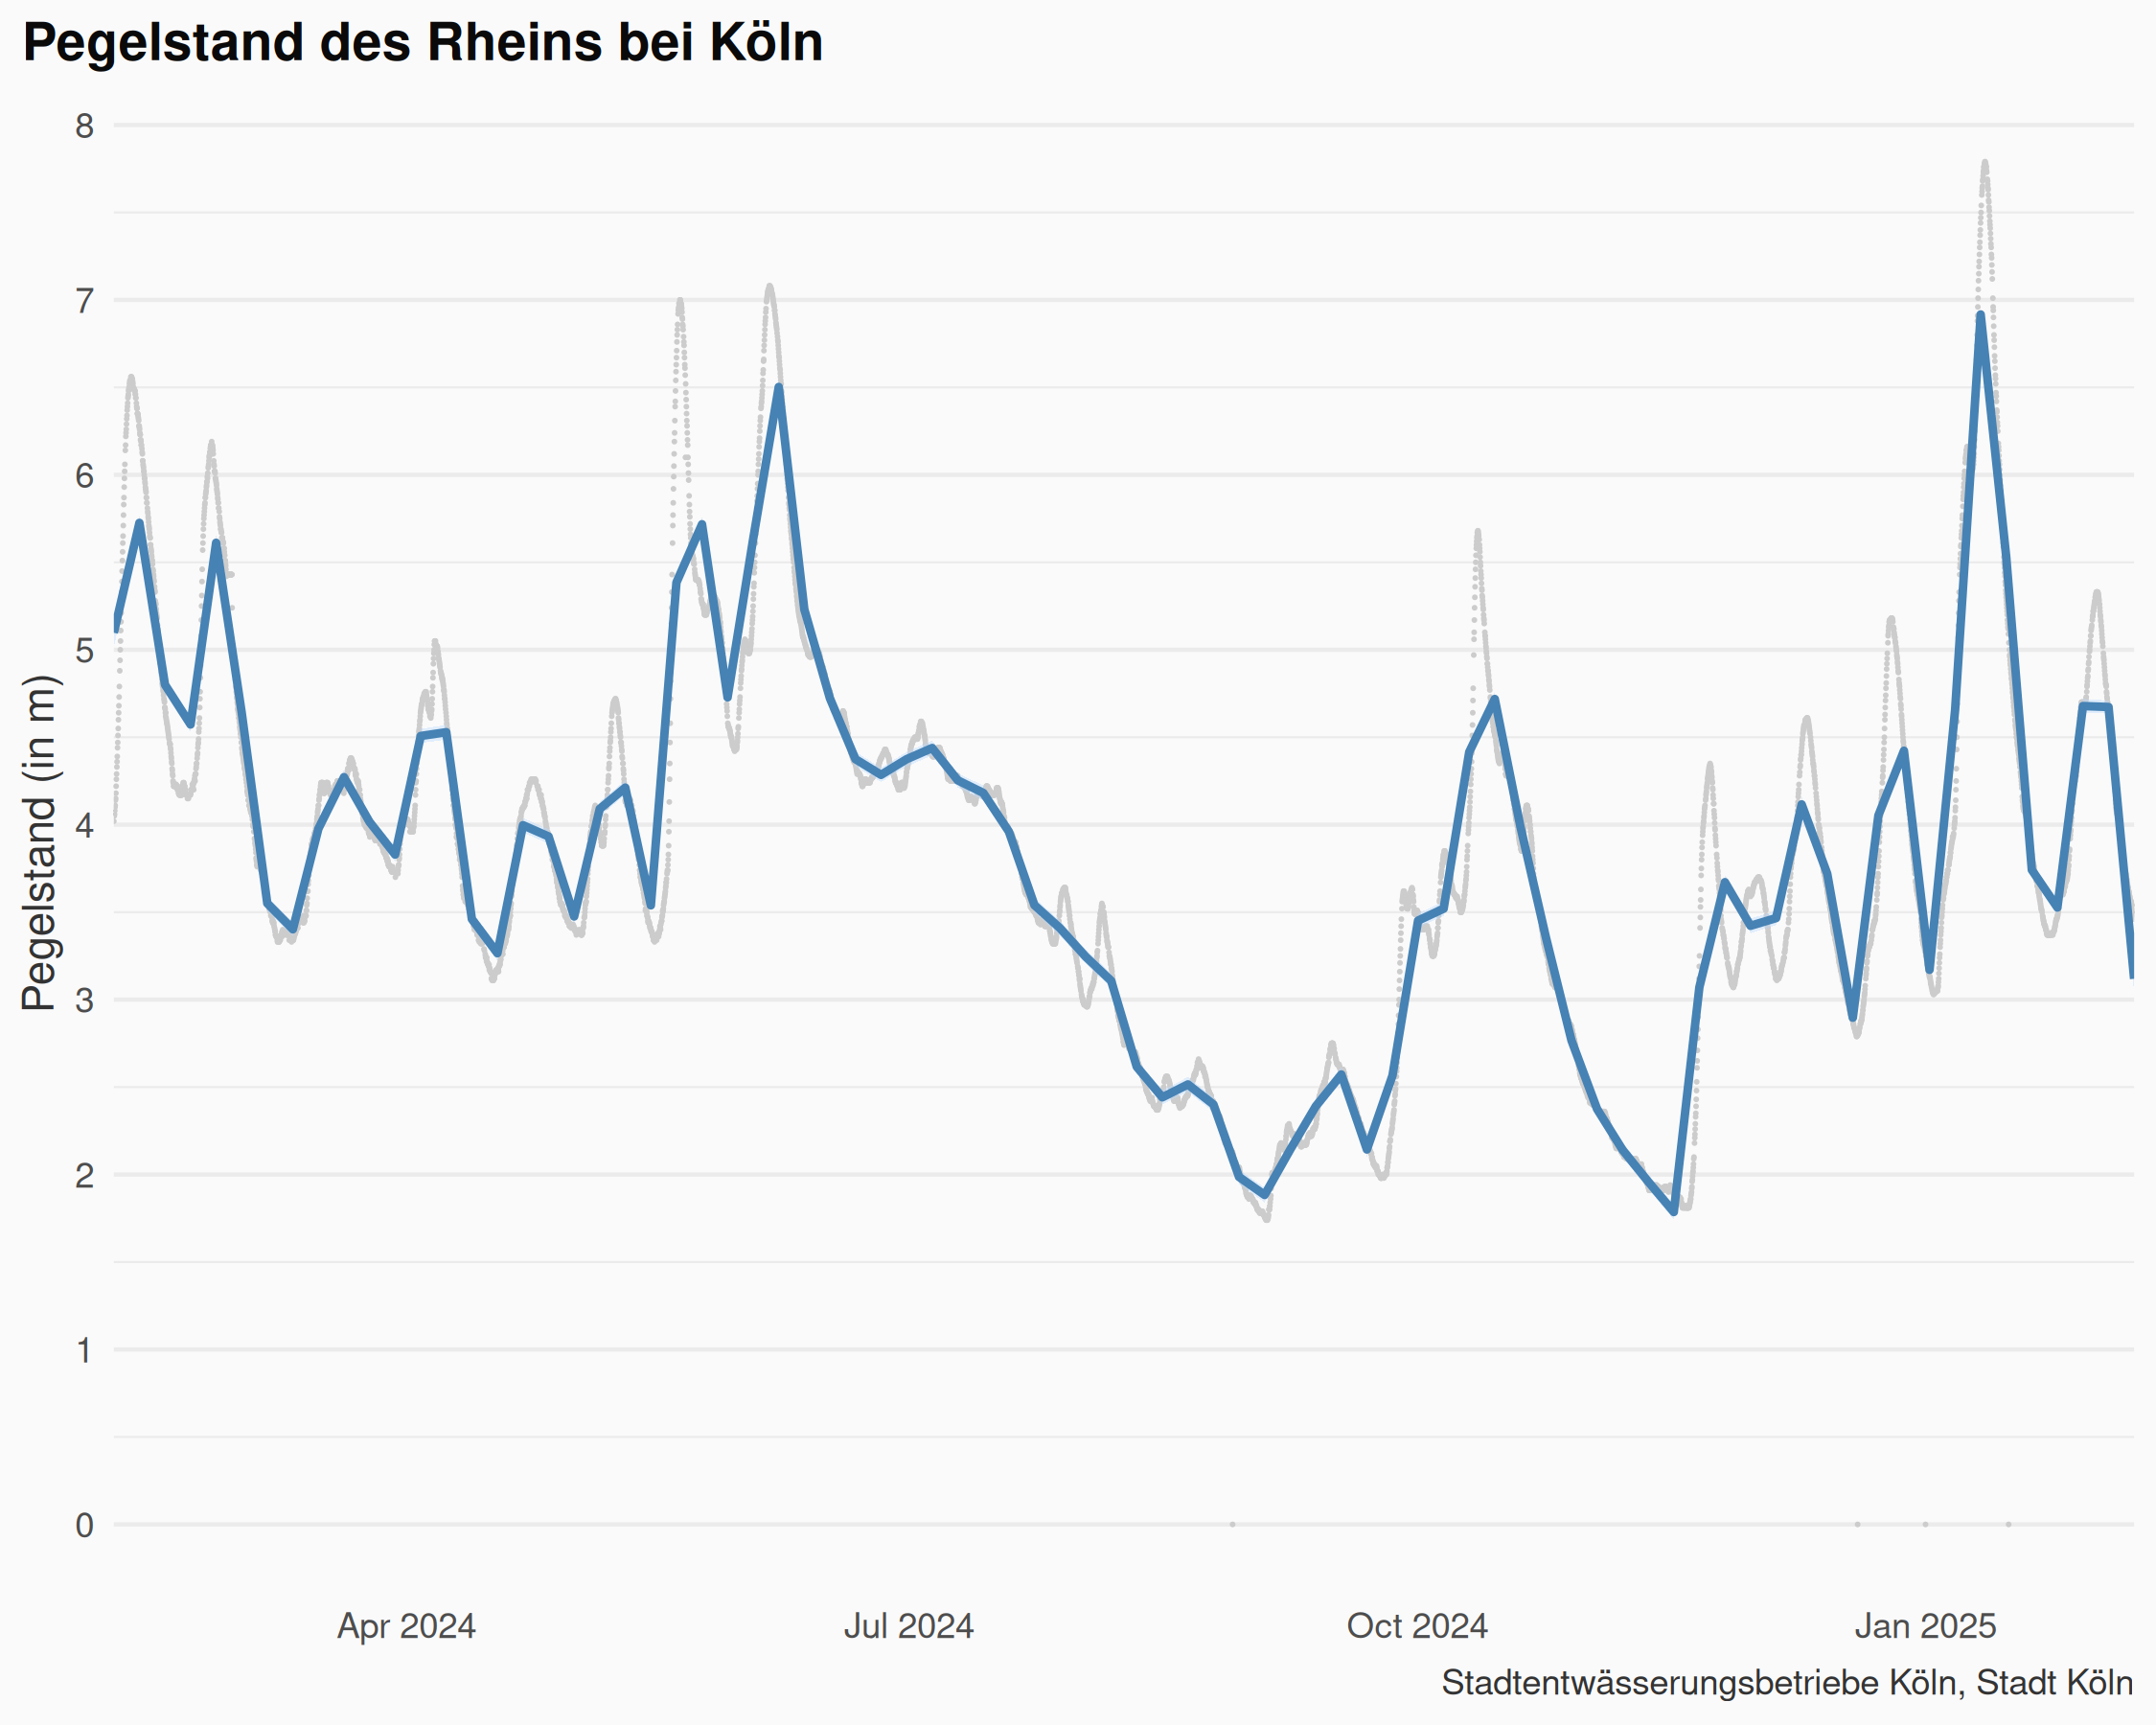 Pegelstand des Rheins bei Köln
Pegelstand (in m)
8
7
6
5
4
3
2
1
0
Apr 2024
Jul 2024
Oct 2024
Jan 2025
Stadtentwässerungsbetriebe Köln, Stadt Köln